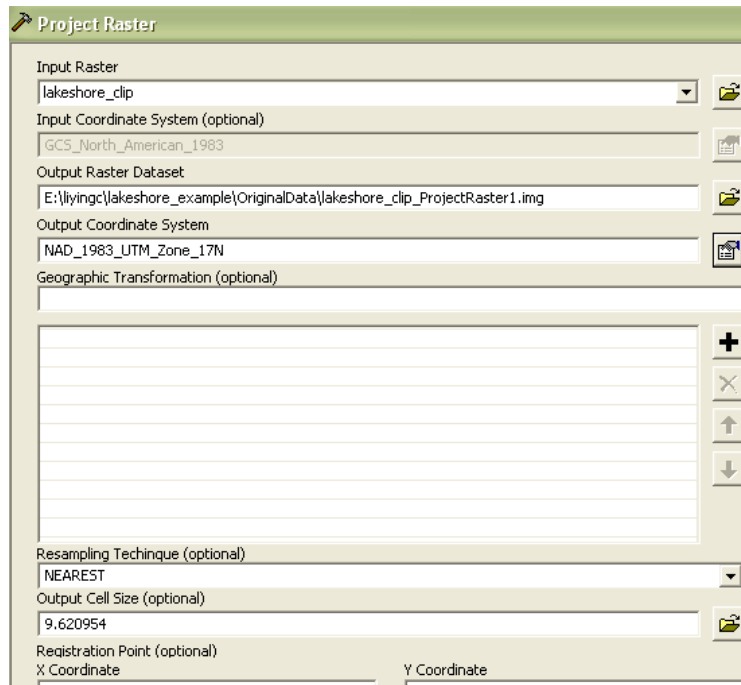 Project Raster
Input Raster
lakeshore_clip
Input Coordinate System (optional)
GCS_North_American_1983
Output Raster Dataset
E:\liyingc\lakeshore_example\OriginalData\lakeshore_clip_ProjectRaster1.img
Output Coordinate System
NAD_1983_UTM_Zone_17N
Geographic Transformation (optional)
Resampling Techinque (optional)
NEAREST
Output Cell Size (optional)
9.620954
Registration Point (optional)
X Coordinate Y Coordinate